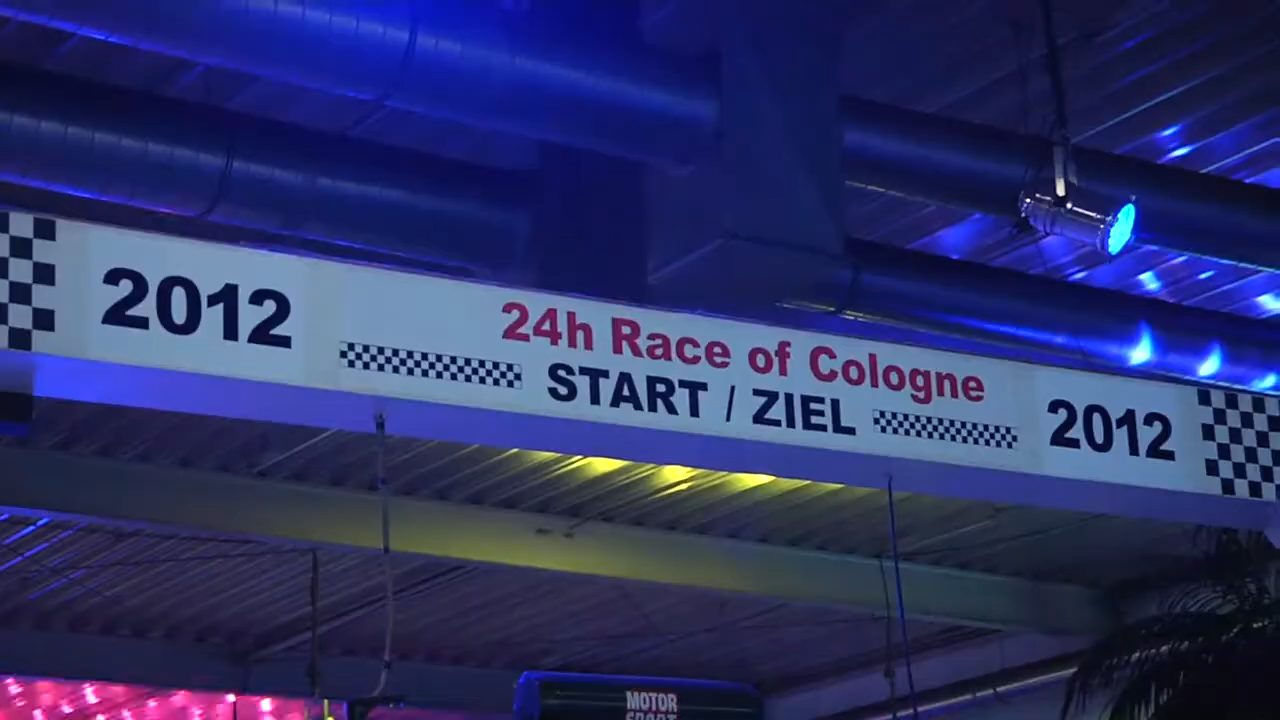 2012
24h Race of Cologne
START / ZIEL
2012
MOTOR
SPORT